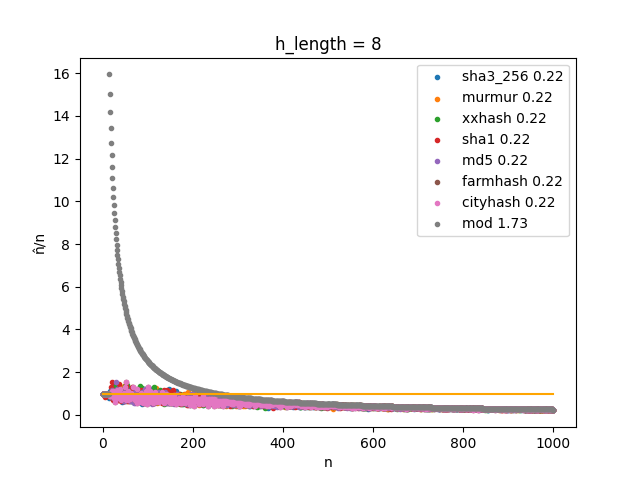 h_length = 8
n̂/n
16
14
12
10
8
6
4
2
0
sha3_256 0.22
murmur 0.22
xxhash 0.22
sha1 0.22
md5 0.22
farmhash 0.22
cityhash 0.22
mod 1.73
0 200 400 600 800 1000
n